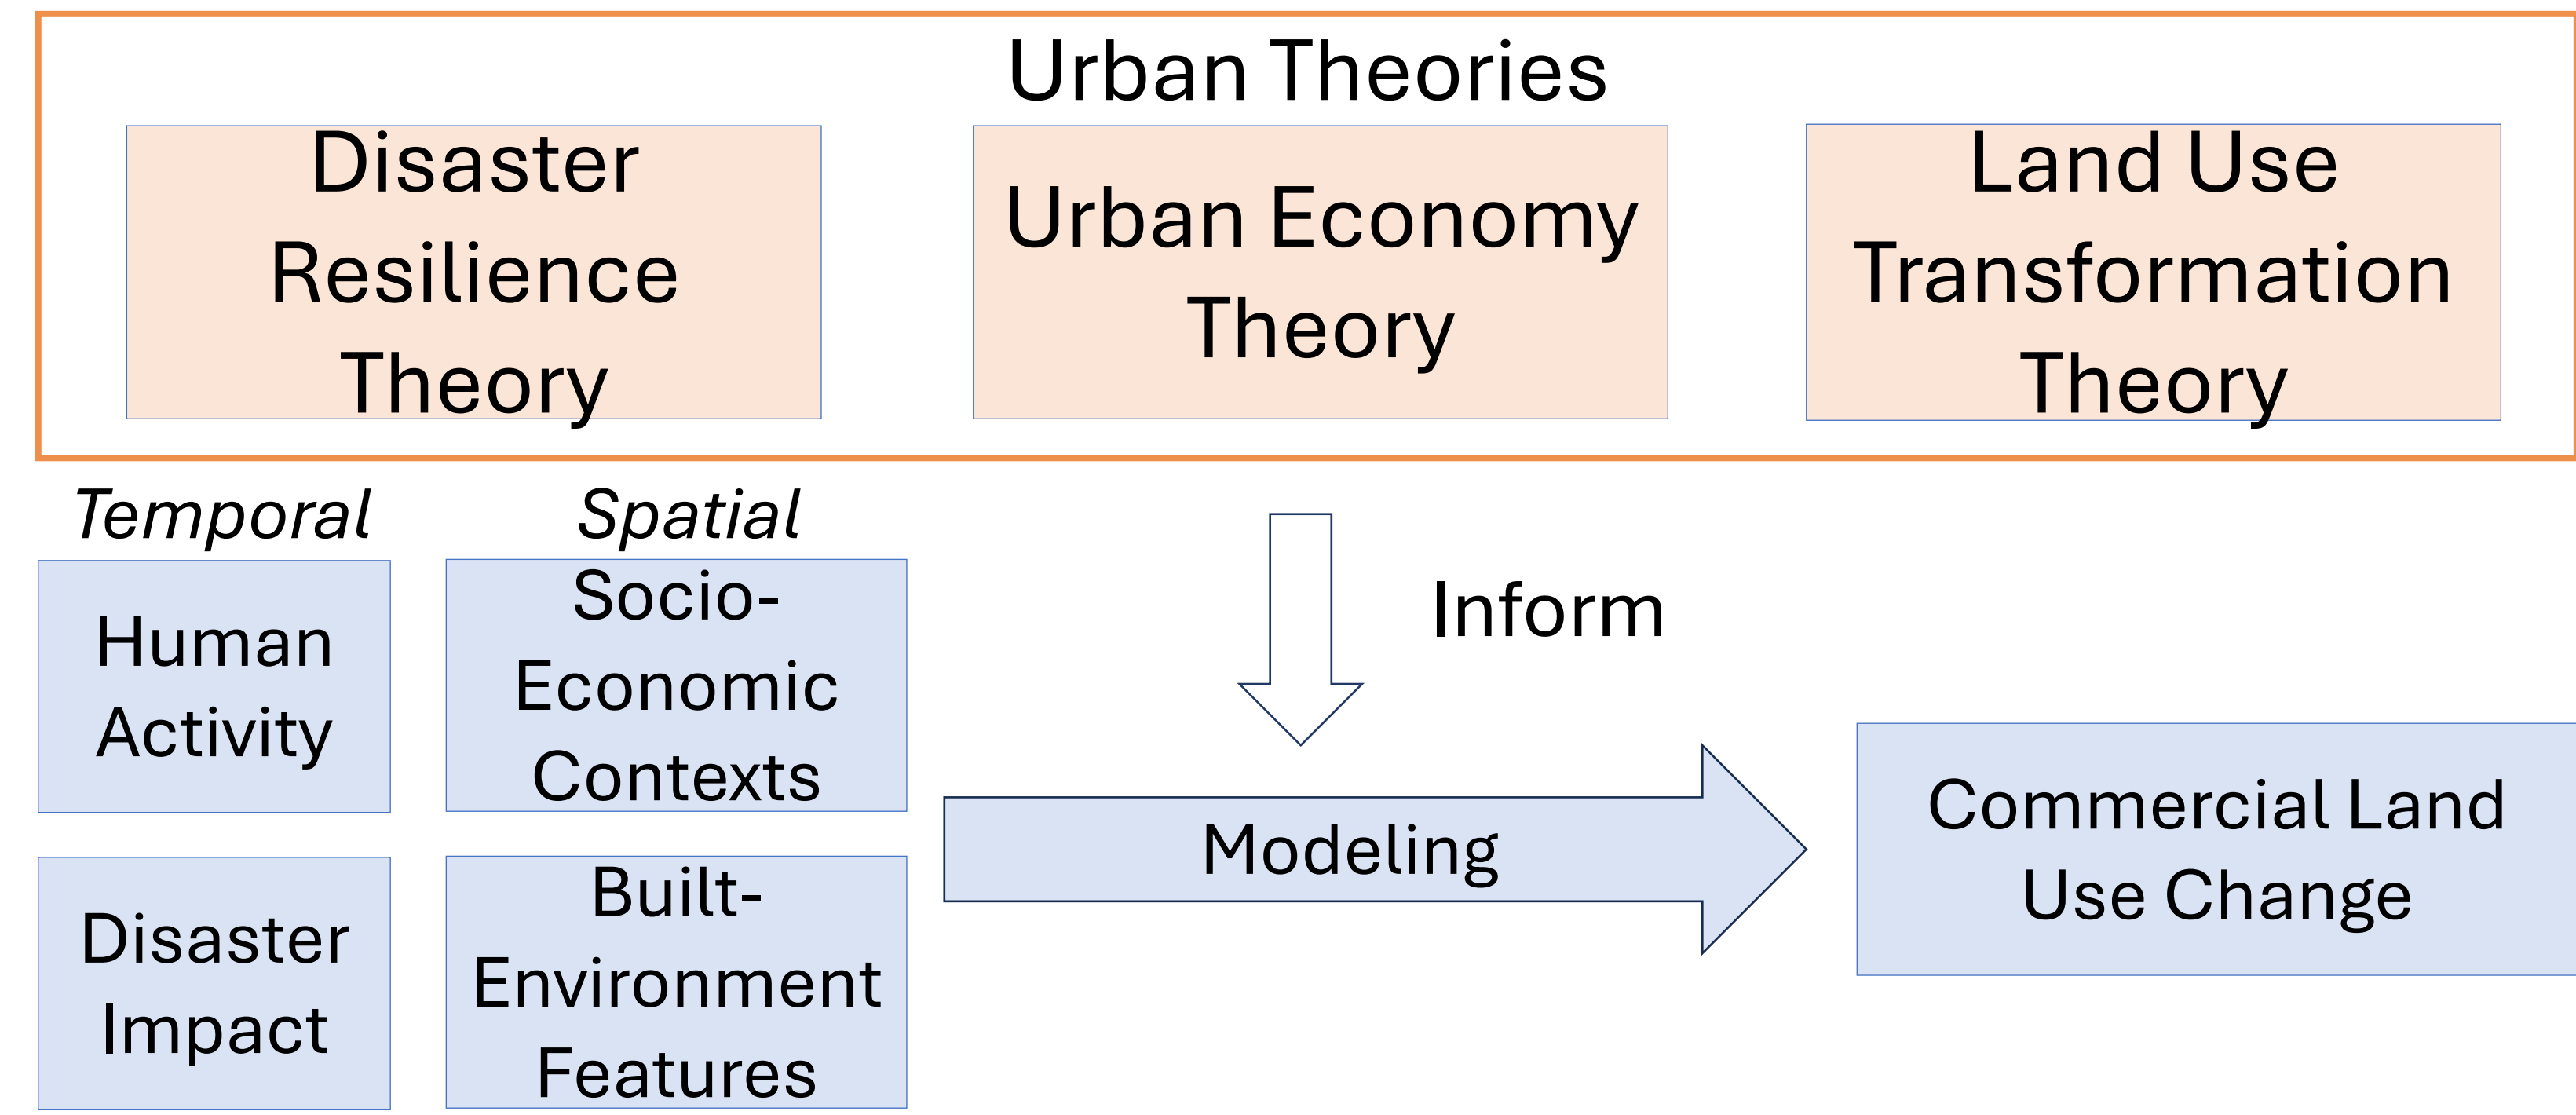 Urban Theories
Disaster
Resilience
Theory
Urban Economy
Theory
Land Use
Transformation
Theory
Temporal
Human
Activity
Disaster
Impact
Spatial
Socio-
Economic
Contexts
Built-
Environment
Features
Inform
Modeling
Commercial Land
Use Change